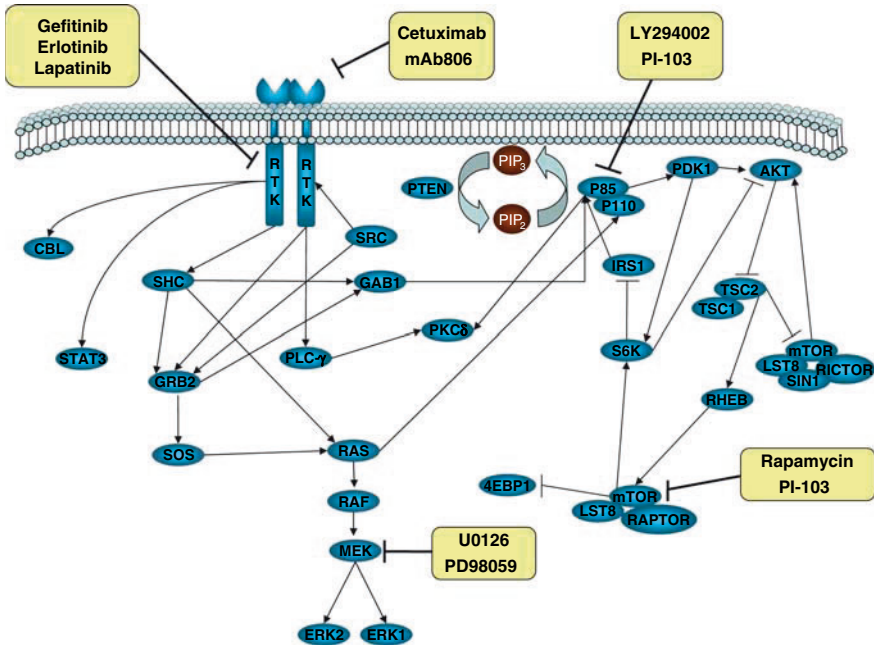 Gefitinib
Erlotinib
Lapatinib
Cetuximab
mAb806
LY294002
PI-103
RTK
RTK
PTEN
PIP3
PIP2
P85
P110
PDK1
AKT
CBL
SRC
SHC
GAB1
IRS1
TSC2
TSC1
STAT3
GRB2
PLC-γ
PKCδ
S6K
mTOR
LST8
RICTOR
SIN1
RHEB
SOS
RAS
RAF
4EBP1
mTOR
LST8
RAPTOR
Rapamycin
PI-103
MEK
U0126
PD98059
ERK2
ERK1